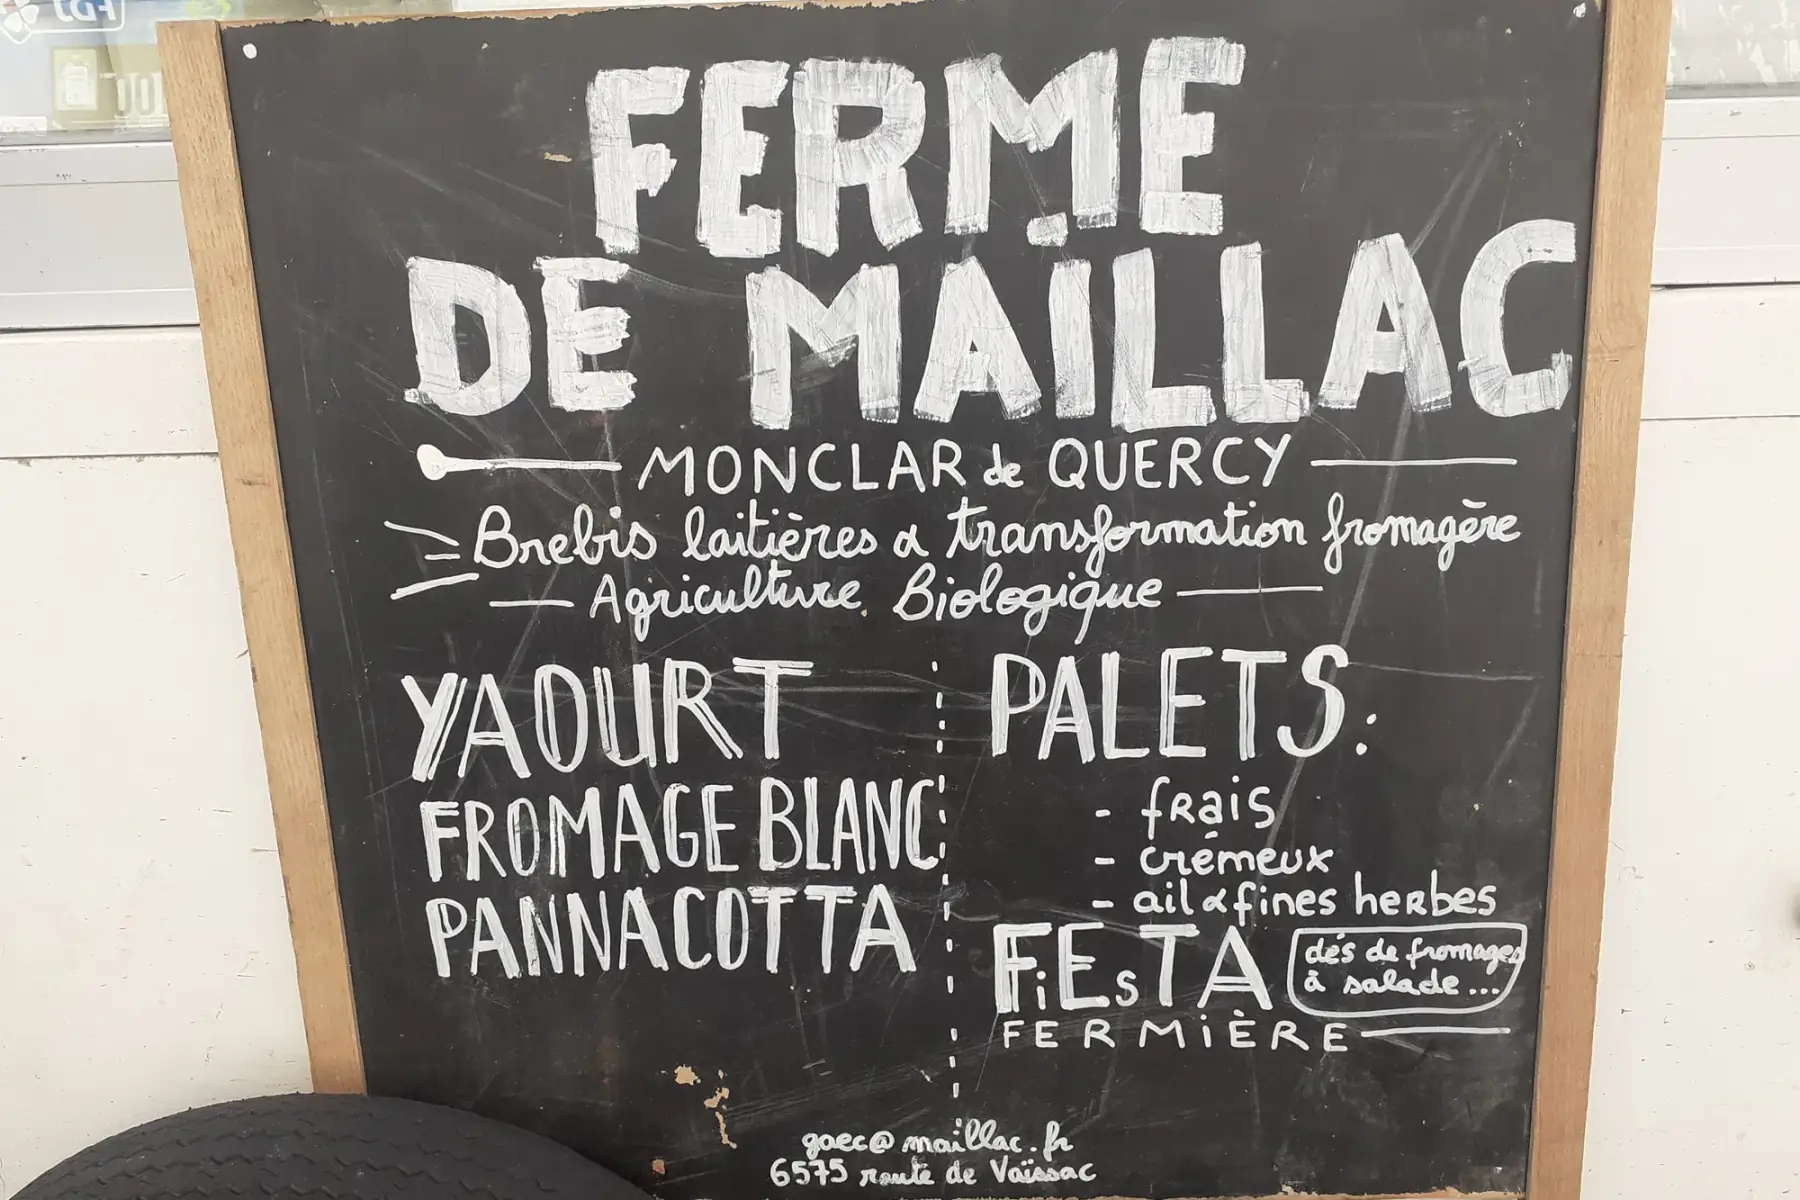 FERME
DE MAILLAC
MONCLAR de QUERCY
Brebis laitières & transformation fromagère
Agriculture Biologique
YAOURT
FROMAGE BLANC
PANNACOTTA
PALETS:
- frais
- crémeux
- ail & fines herbes
FiEsTA
dés de fromages
à salade...
FERMIÈRE
gaec@maillac.fr
6575 route de Vaïssac